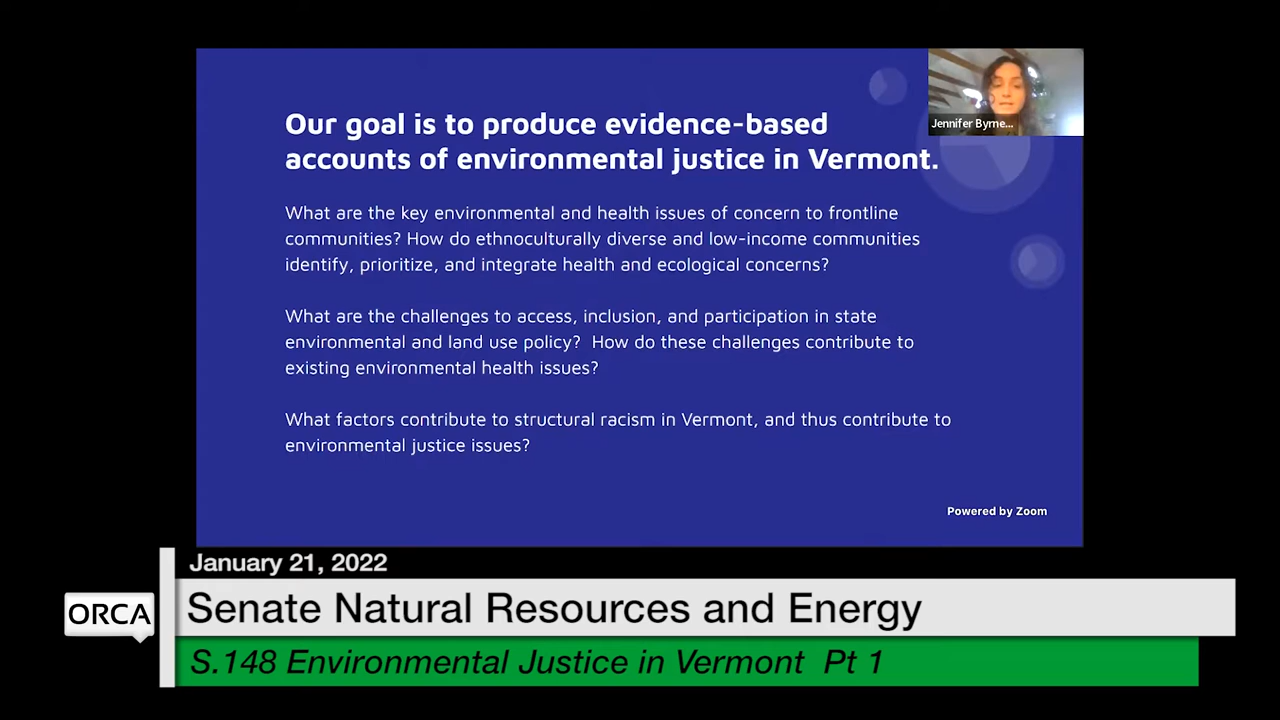 Our goal is to produce evidence-based
accounts of environmental justice in Vermont.
Jennifer Byrne...
What are the key environmental and health issues of concern to frontline
communities? How do ethnoculturally diverse and low-income communities
identify, prioritize, and integrate health and ecological concerns?
What are the challenges to access, inclusion, and participation in state
environmental and land use policy?  How do these challenges contribute to
existing environmental health issues?
What factors contribute to structural racism in Vermont, and thus contribute to
environmental justice issues?
Powered by Zoom
January 21, 2022
ORCA
Senate Natural Resources and Energy
S.148 Environmental Justice in Vermont  Pt 1